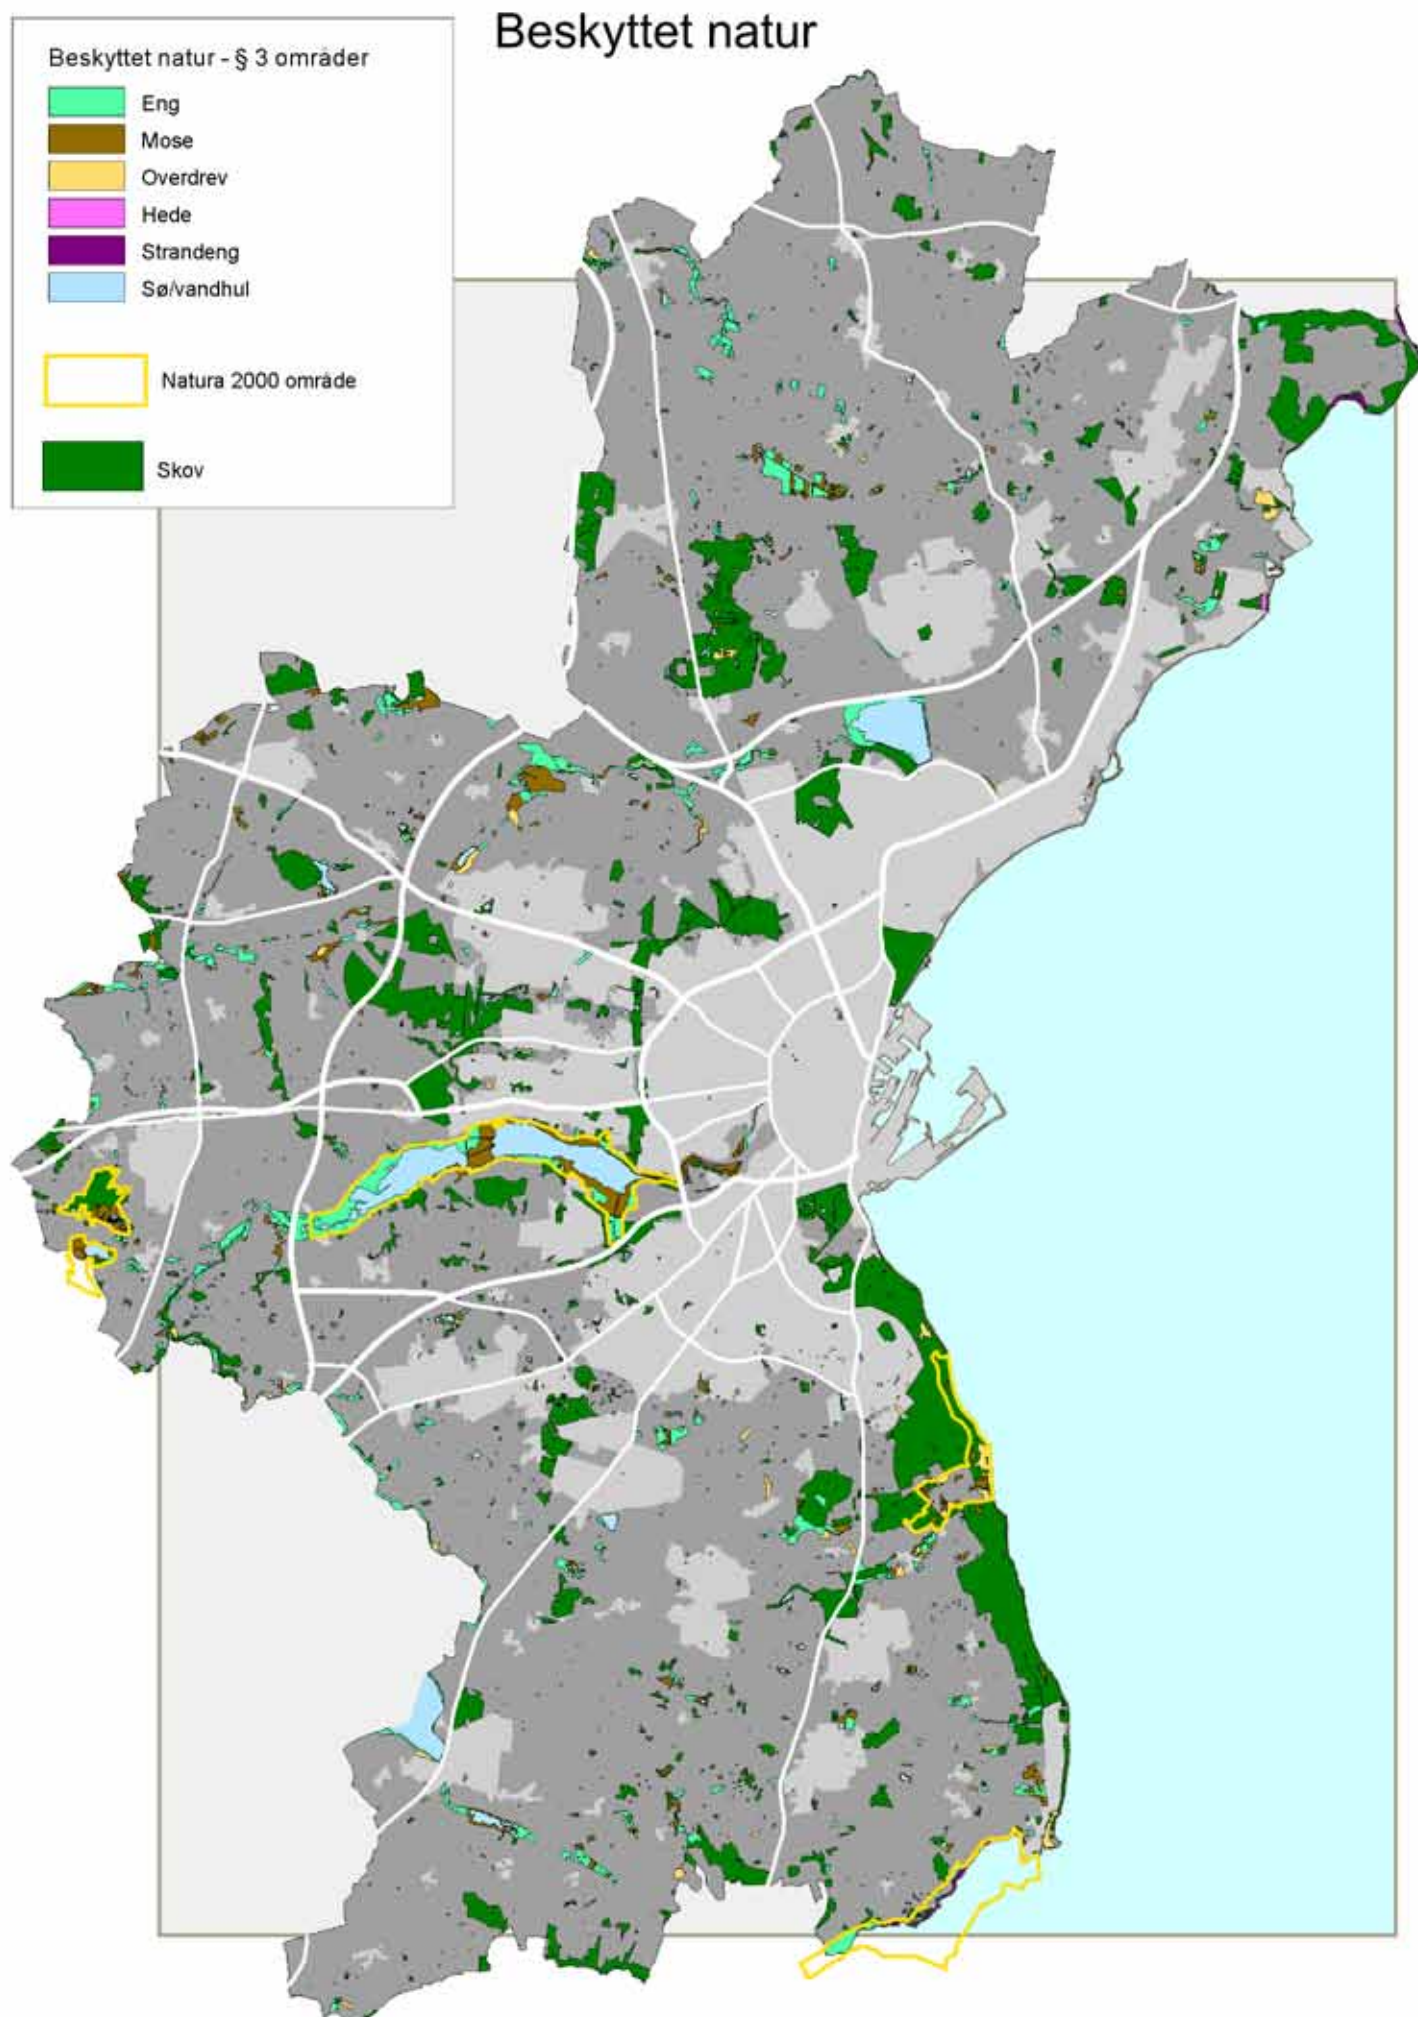 Beskyttet natur
Beskyttet natur - § 3 områder
Eng
Mose
Overdrev
Hede
Strandeng
Sø/vandhul
Natura 2000 område
Skov